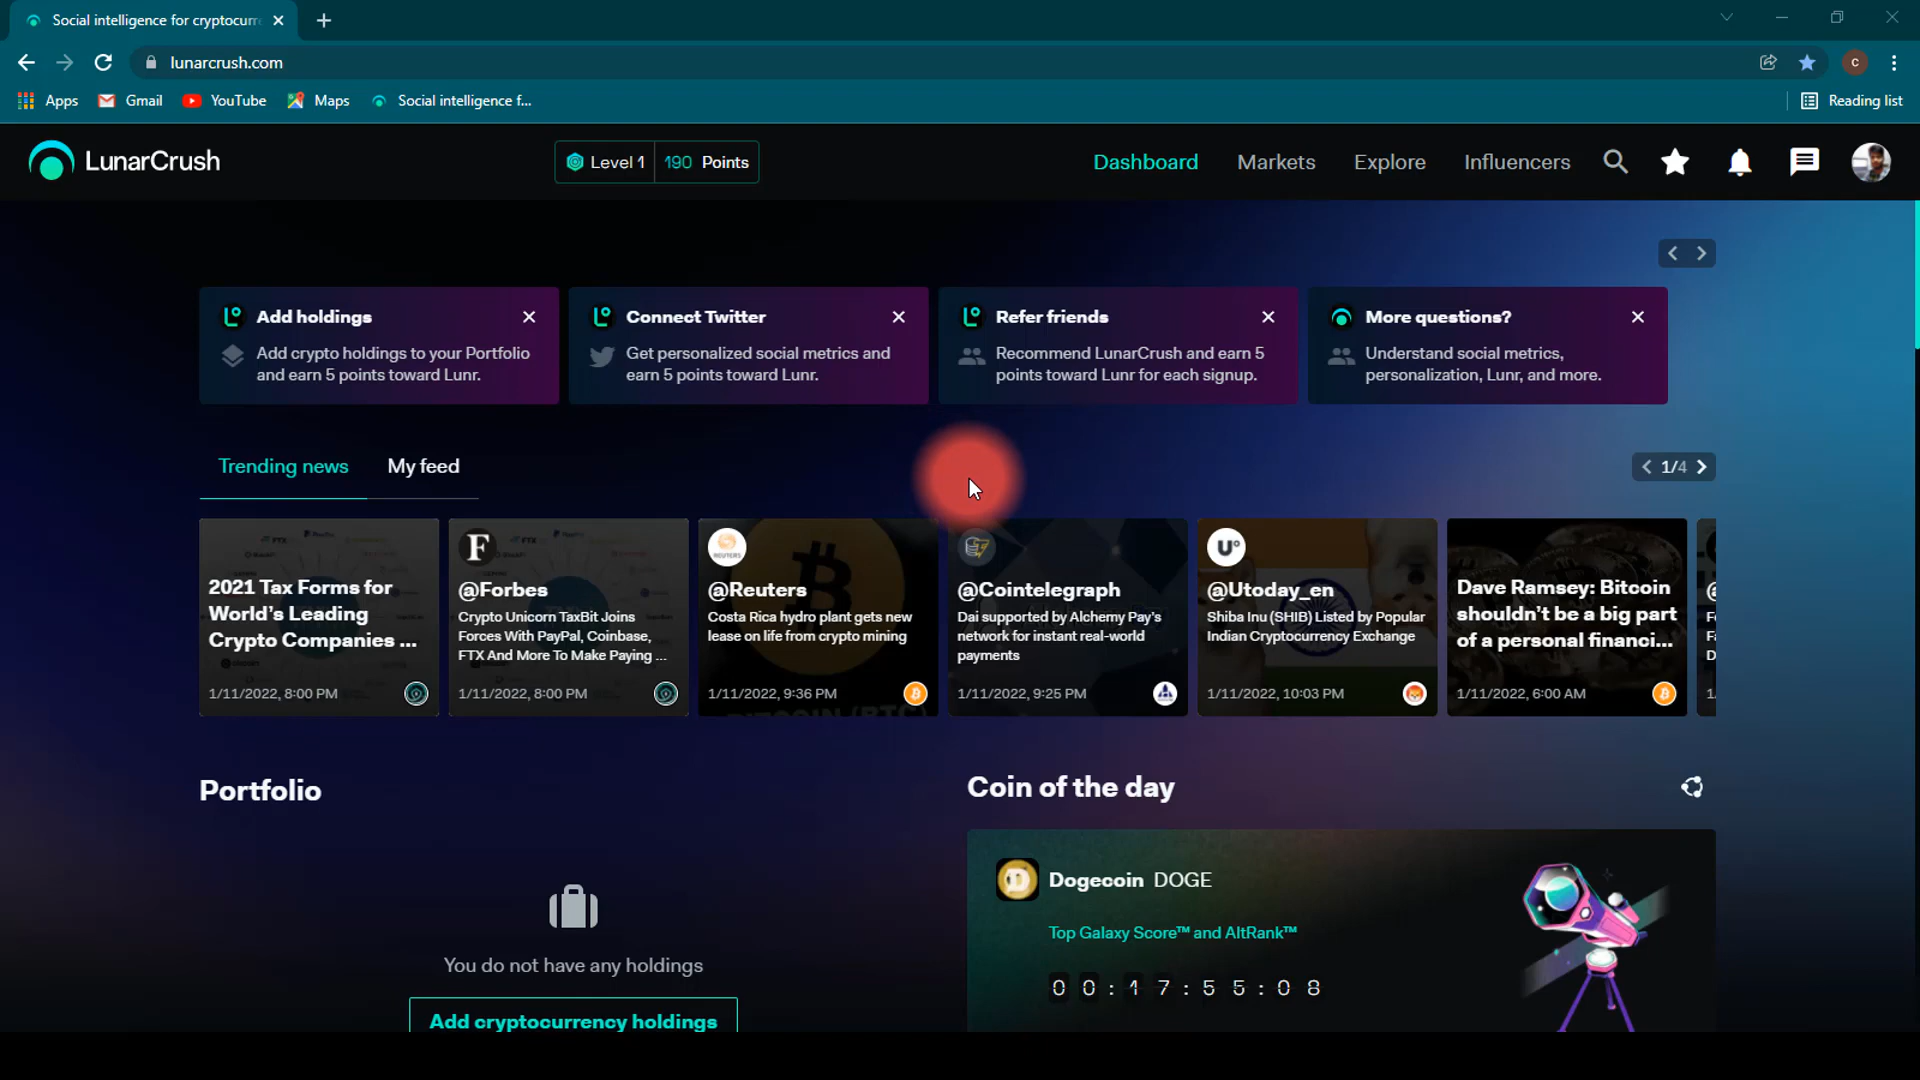 Social intelligence for cryptocurr
lunarcrush.com
C
Apps
Gmail
YouTube
Maps
Social intelligence f...
Reading list
LunarCrush
Level 1
190 Points
Dashboard
Markets
Explore
Influencers
Add holdings
Add crypto holdings to your Portfolio
and earn 5 points toward Lunr.
Connect Twitter
Get personalized social metrics and
earn 5 points toward Lunr.
Refer friends
Recommend LunarCrush and earn 5
points toward Lunr for each signup.
More questions?
Understand social metrics,
personalization, Lunr, and more.
Trending news
My feed
1/4
2021 Tax Forms for
World's Leading
Crypto Companies ...
1/11/2022, 8:00 PM
F
@Forbes
Crypto Unicorn TaxBit Joins
Forces With PayPal, Coinbase,
FTX And More To Make Paying ...
1/11/2022, 8:00 PM
REUTERS
@Reuters
Costa Rica hydro plant gets new
lease on life from crypto mining
1/11/2022, 9:36 PM
@Cointelegraph
Dai supported by Alchemy Pay's
network for instant real-world
payments
1/11/2022, 9:25 PM
U°
@Utoday_en
Shiba Inu (SHIB) Listed by Popular
Indian Cryptocurrency Exchange
1/11/2022, 10:03 PM
Dave Ramsey: Bitcoin
shouldn't be a big part
of a personal financi...
1/11/2022, 6:00 AM
Portfolio
You do not have any holdings
Add cryptocurrency holdings
Coin of the day
Dogecoin DOGE
Top Galaxy Score™ and AltRank™
00:17:55:08